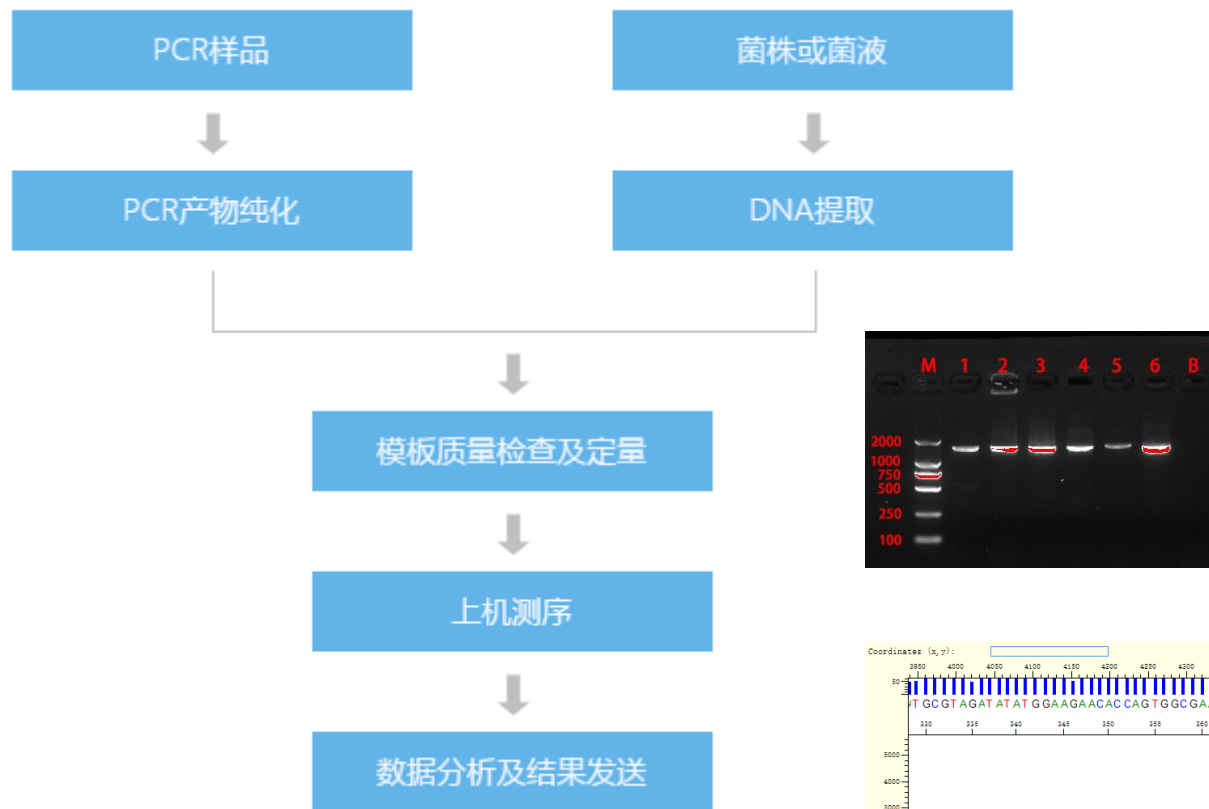 PCR样品
菌株或菌液
PCR产物纯化
DNA提取
模板质量检查及定量
上机测序
数据分析及结果发送
M 1 2 3 4 5 6 B
2000
1000
750
500
250
100
Coordinates (x, y):
3950 4000 4050 4100 4150 4200 4250 4300
50
TGCGTAGATATATGGAAGAACACCAGTGGCGAA
330 335 340 345 350 355 360
5000
4000
3000